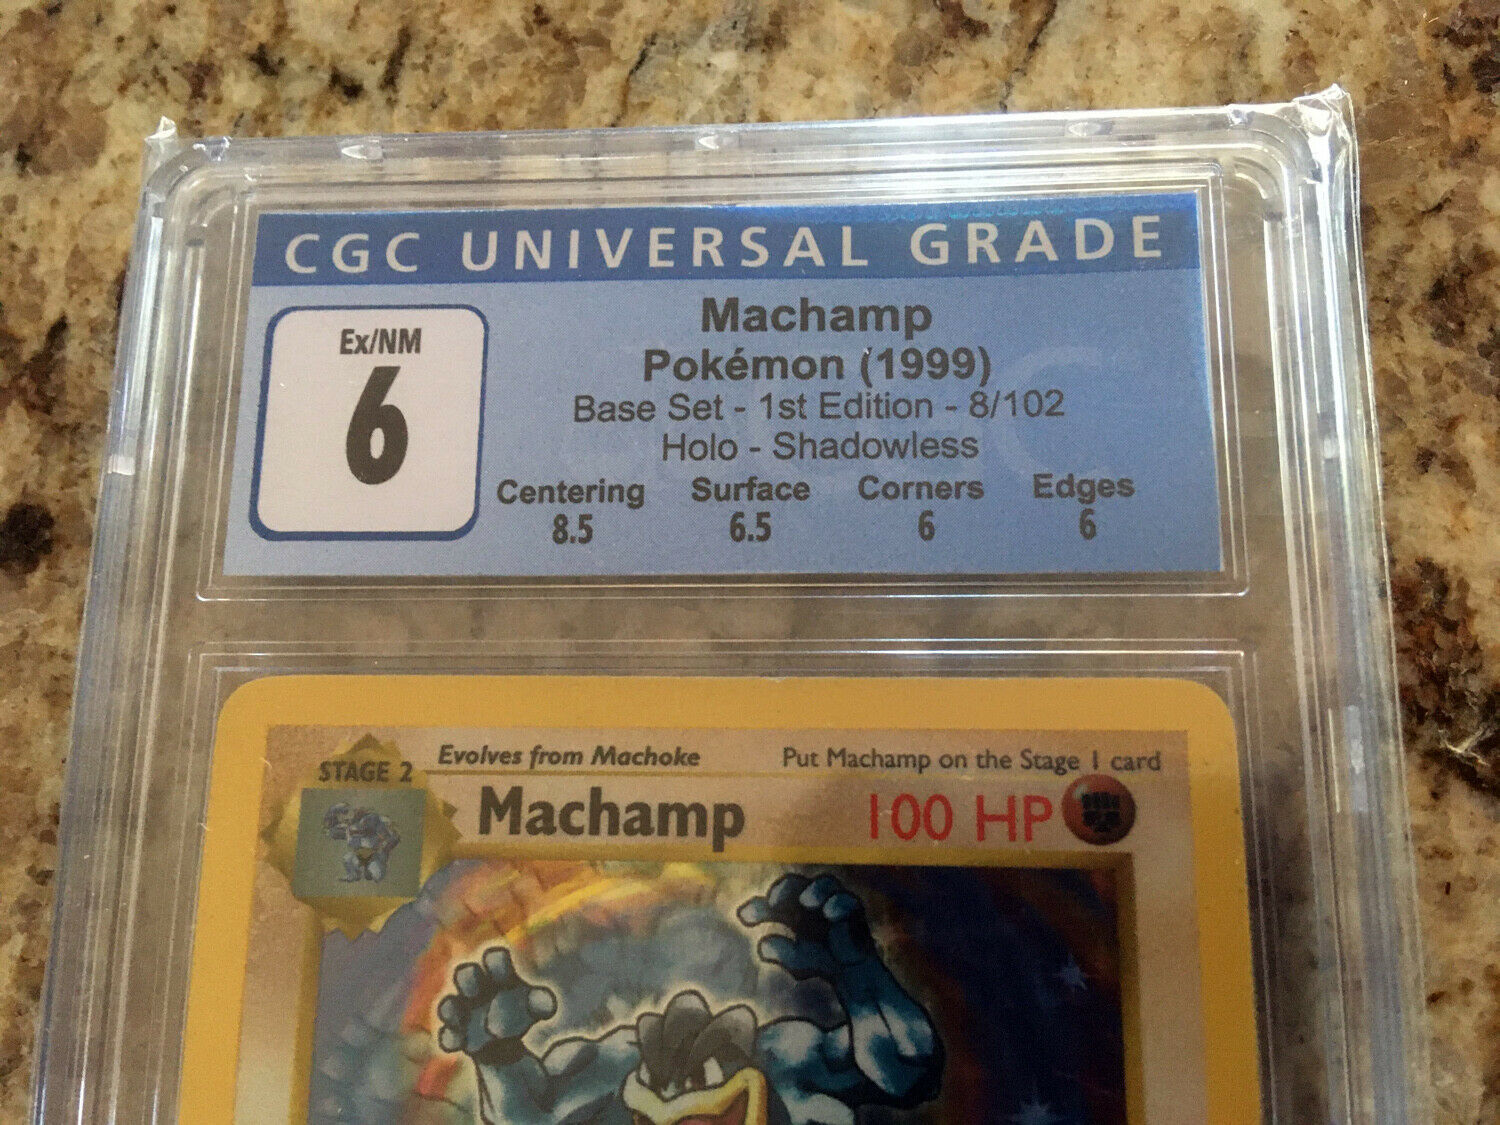 CGC UNIVERSAL GRADE
Ex/NM
6
Machamp
Pokémon (1999)
Base Set - 1st Edition - 8/102
Holo - Shadowless
Centering Surface Corners Edges
8.5 6.5 6 6
Evolves from Machoke Put Machamp on the Stage 1 card
STAGE 2
Machamp 100 HP